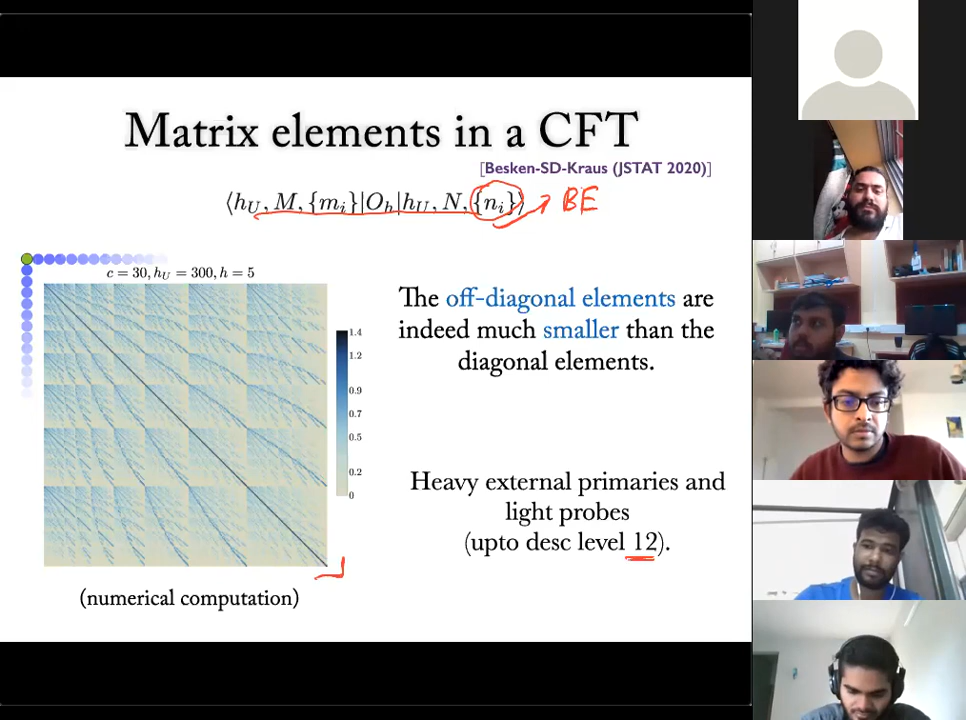 Matrix elements in a CFT
[Besken-SD-Kraus (JSTAT 2020)]
⟨h_U, M, {m_i}|O_h|h_U, N, {n_i}⟩ → BE
c = 30, h_U = 300, h = 5
1.4
1.2
0.9
0.7
0.5
0.2
0
The off-diagonal elements are
indeed much smaller than the
diagonal elements.
Heavy external primaries and
light probes
(upto desc level 12).
(numerical computation)